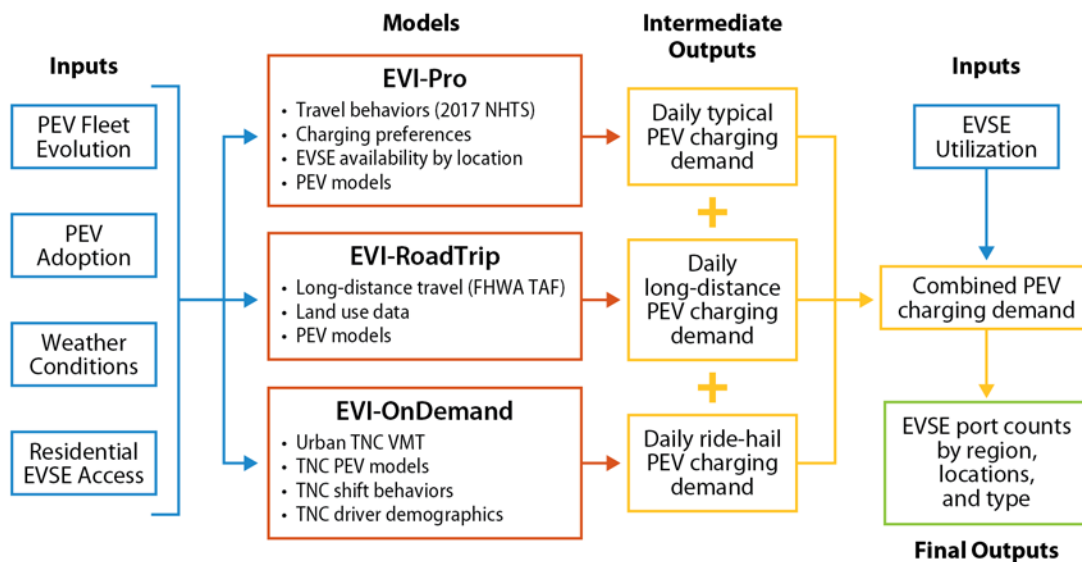 Inputs
PEV Fleet
Evolution
PEV
Adoption
Weather
Conditions
Residential
EVSE Access
Models
EVI-Pro
• Travel behaviors (2017 NHTS)
• Charging preferences
• EVSE availability by location
• PEV models
EVI-RoadTrip
• Long-distance travel (FHWA TAF)
• Land use data
• PEV models
EVI-OnDemand
• Urban TNC VMT
• TNC PEV models
• TNC shift behaviors
• TNC driver demographics
Intermediate
Outputs
Daily typical
PEV charging
demand
+
Daily
long-distance
PEV charging
demand
+
Daily ride-hail
PEV charging
demand
Inputs
EVSE
Utilization
Combined PEV
charging demand
EVSE port counts
by region,
locations,
and type
Final Outputs